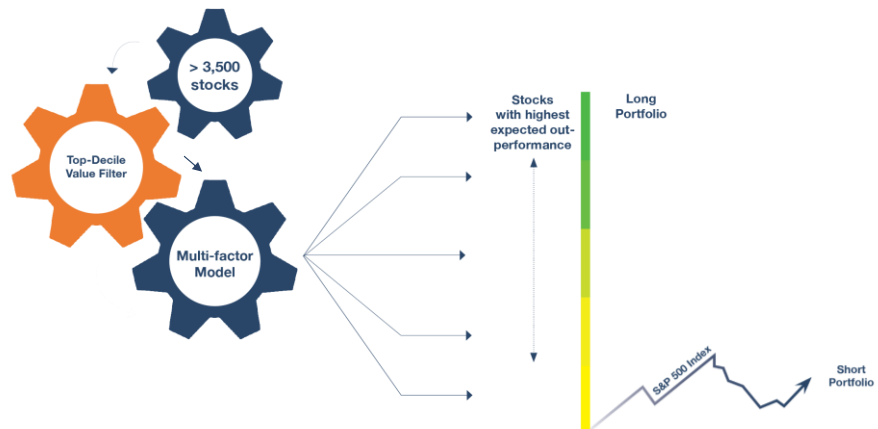 > 3,500
stocks
Top-Decile
Value Filter
Multi-factor
Model
Stocks
with highest
expected out-
performance
Long
Portfolio
S&P 500 Index
Short
Portfolio